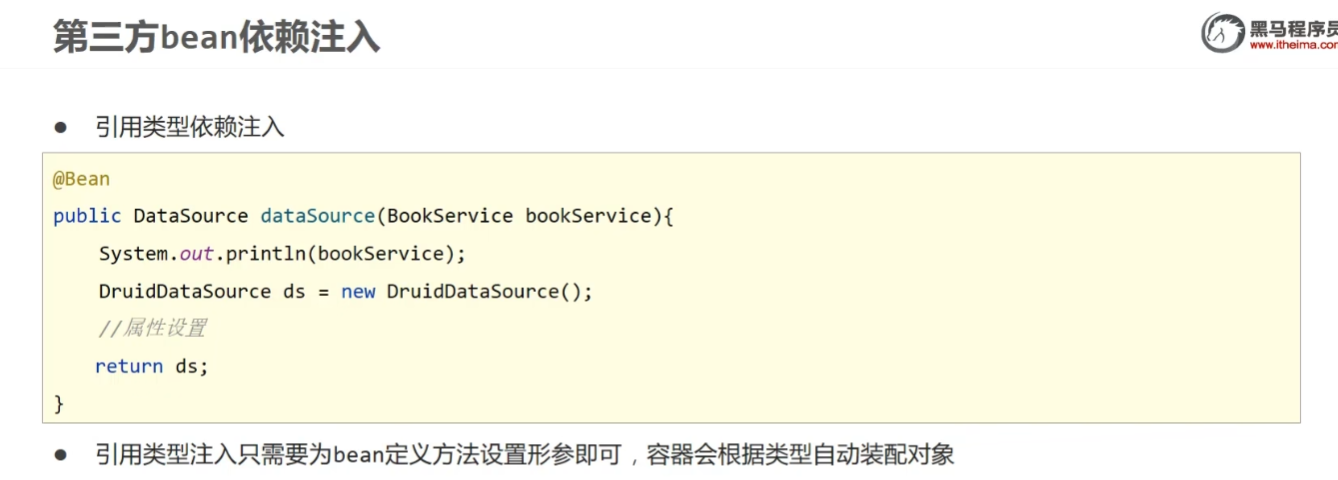 第三方bean依赖注入
黑马程序员
www.itheima.com
● 引用类型依赖注入
@Bean
public DataSource dataSource(BookService bookService){
    System.out.println(bookService);
    DruidDataSource ds = new DruidDataSource();
    //属性设置
    return ds;
}
● 引用类型注入只需要为bean定义方法设置形参即可，容器会根据类型自动装配对象